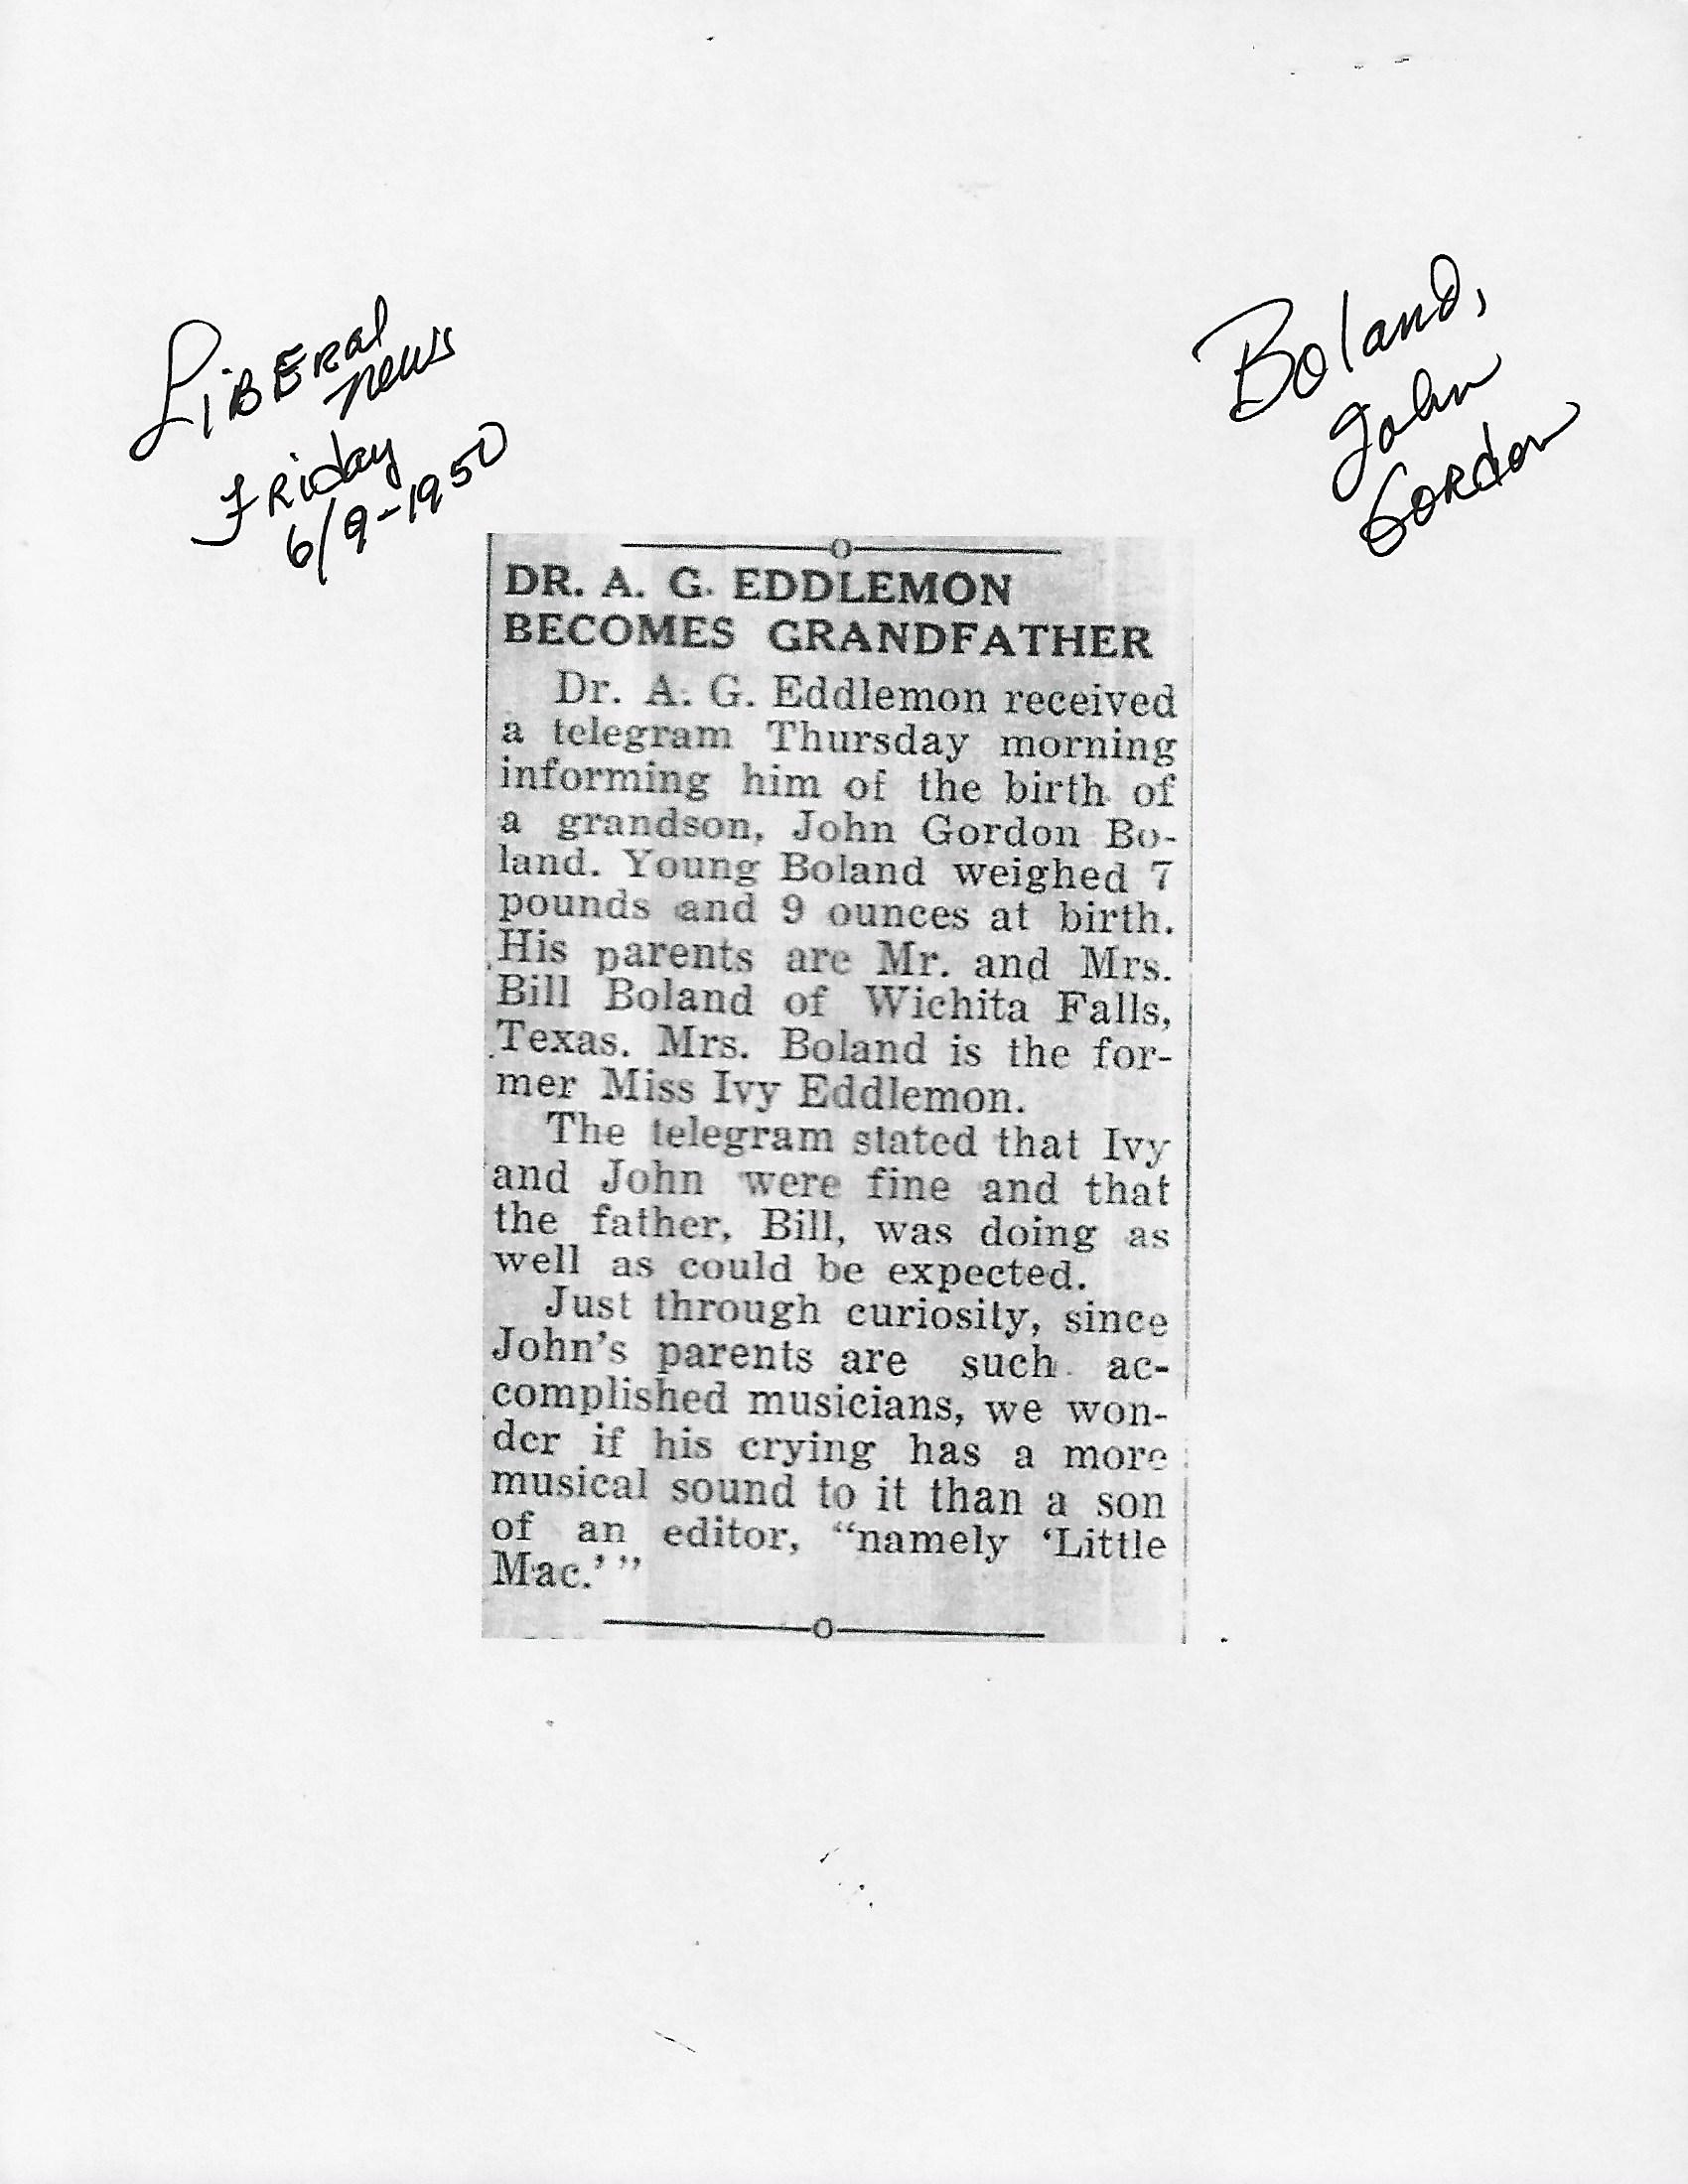 LIBERal
news
Friday
6/9-1950
Boland,
John
Gordon
DR. A. G. EDDLEMON
BECOMES GRANDFATHER
Dr. A. G. Eddlemon received
a telegram Thursday morning
informing him of the birth of
a grandson, John Gordon Bo-
land. Young Boland weighed 7
pounds and 9 ounces at birth.
His parents are Mr. and Mrs.
Bill Boland of Wichita Falls,
Texas. Mrs. Boland is the for-
mer Miss Ivy Eddlemon.
The telegram stated that Ivy
and John were fine and that
the father, Bill, was doing as
well as could be expected.
Just through curiosity, since
John's parents are such ac-
complished musicians, we won-
der if his crying has a more
musical sound to it than a son
of an editor, "namely 'Little
Mac.'"